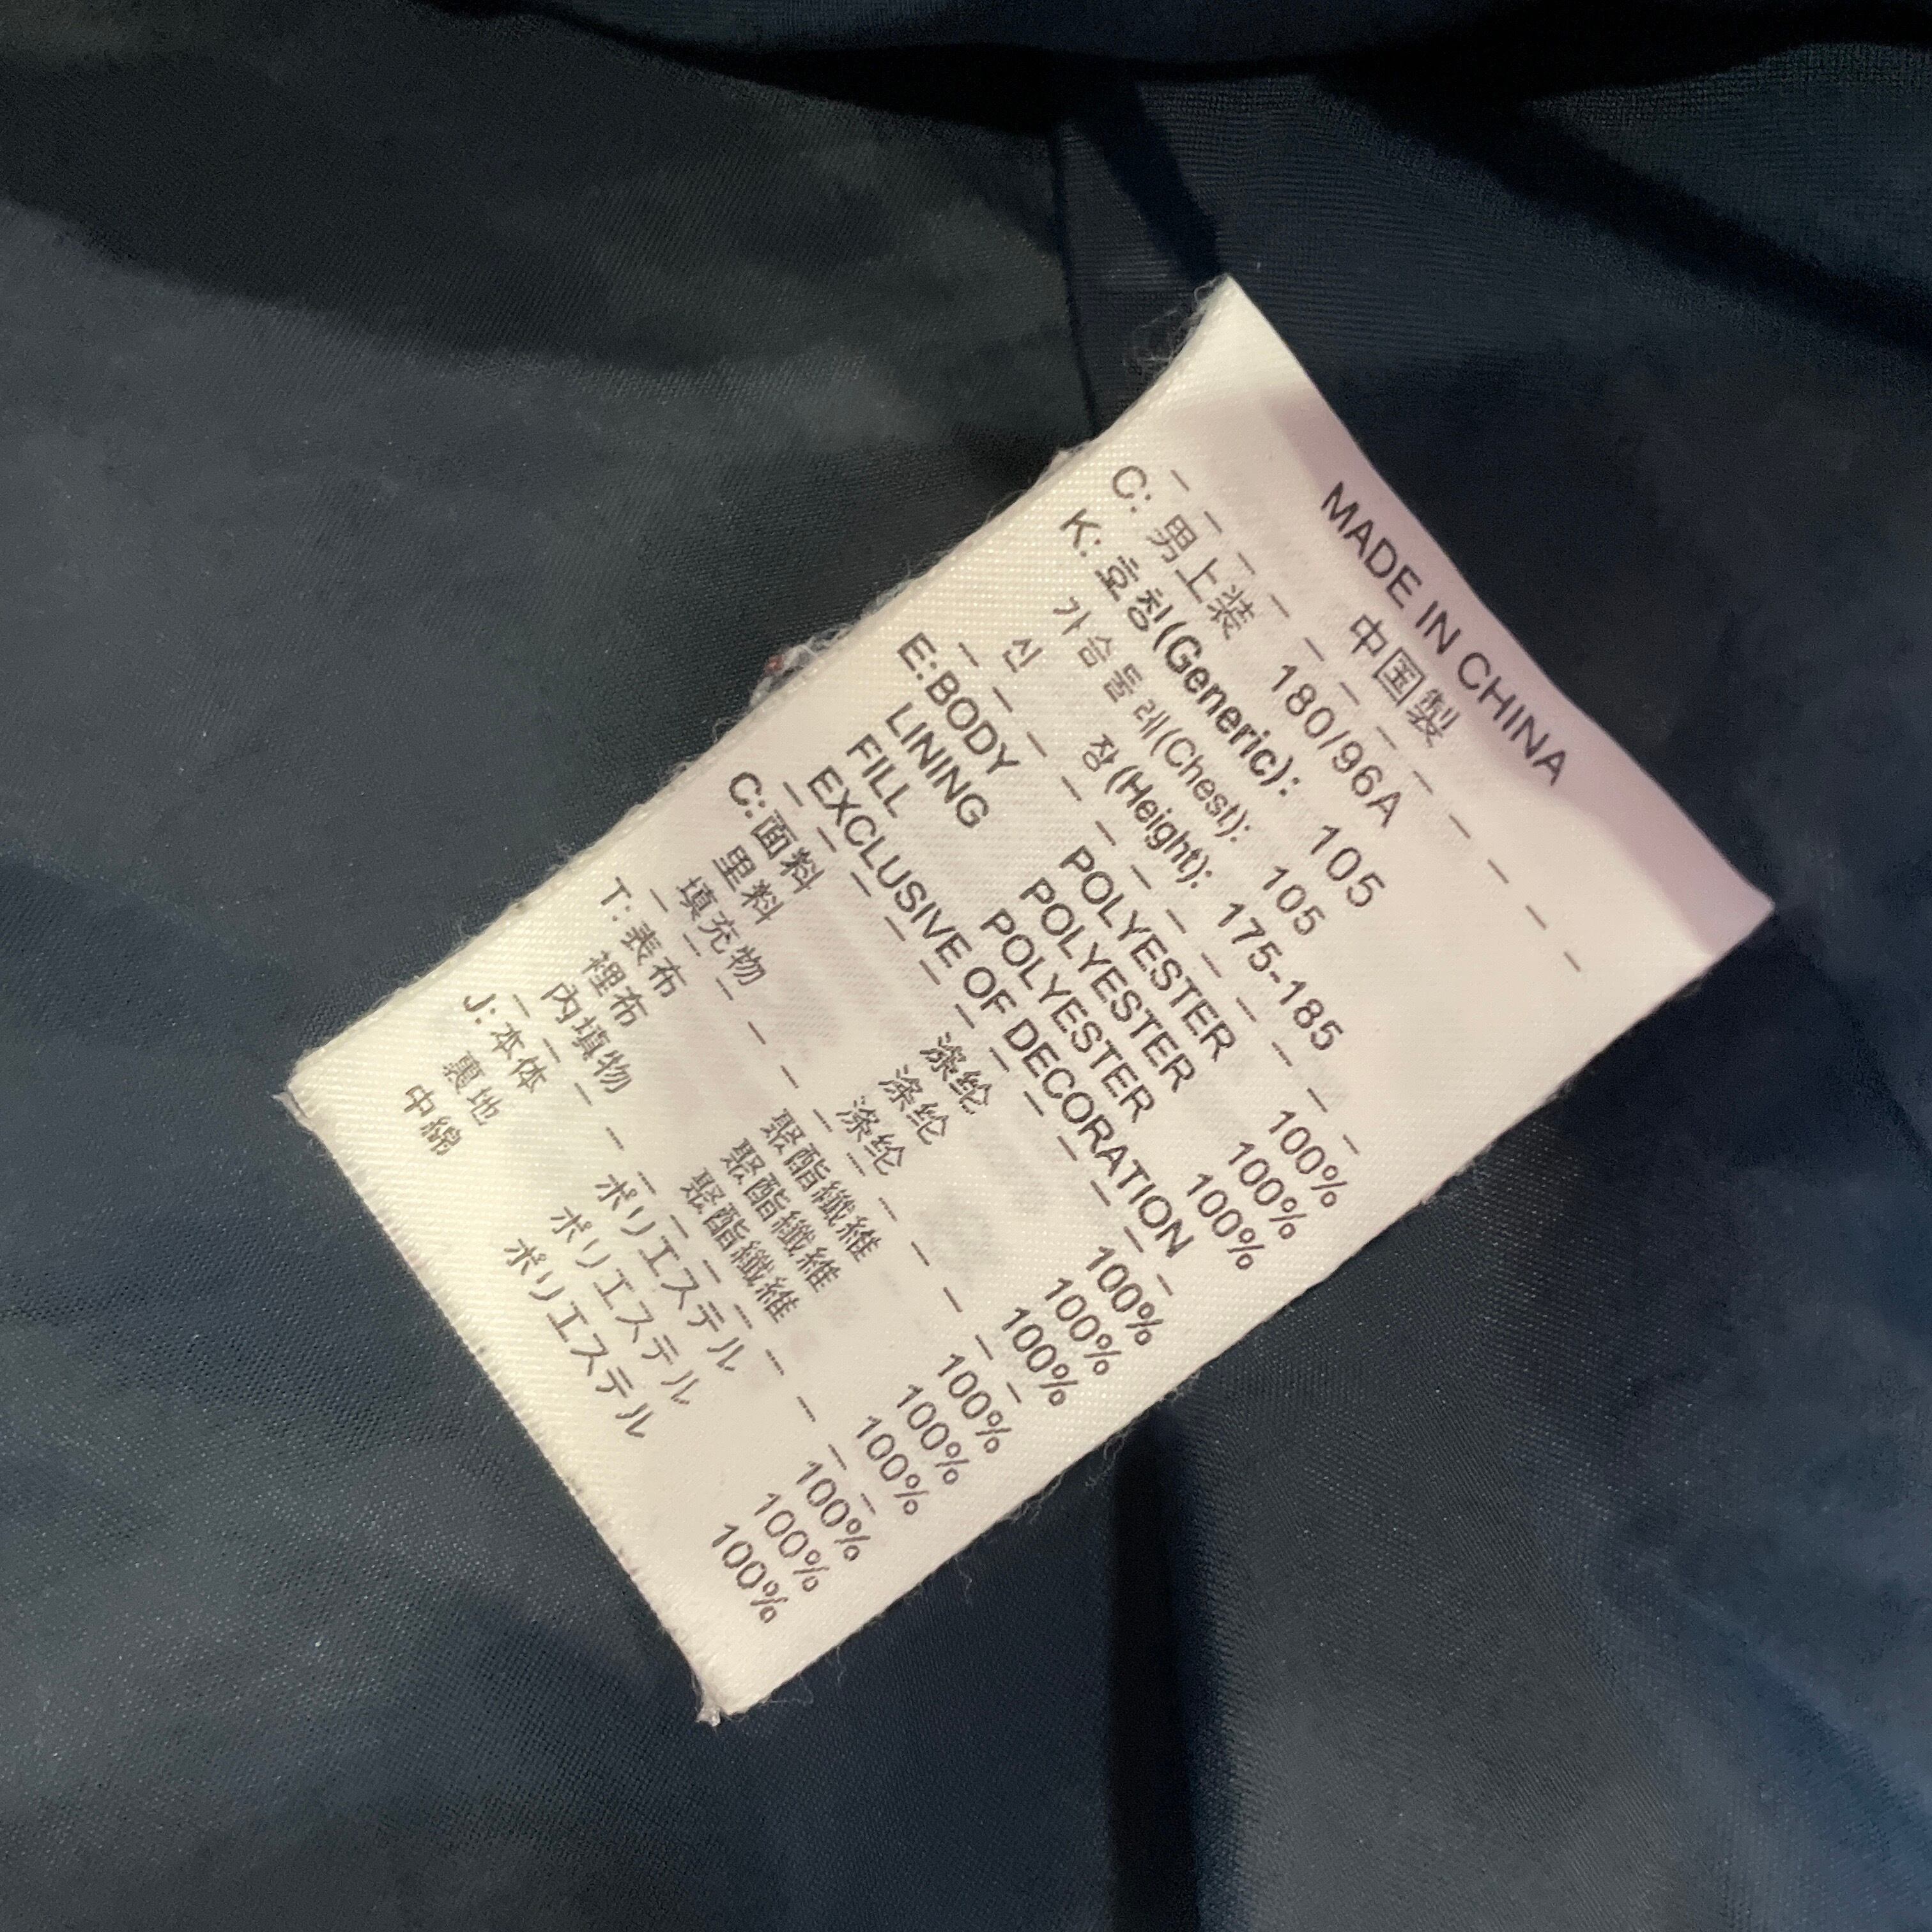 MADE IN CHINA
中国製
C: 男上装 180/96A
K: 호칭(Generic): 105
가슴둘레(Chest): 105
신 장(Height): 175-185
E:BODY POLYESTER 100%
LINING POLYESTER 100%
FILL POLYESTER 100%
EXCLUSIVE OF DECORATION
C:面料 涤纶 100%
里料 涤纶 100%
填充物 涤纶 100%
T:表布 聚酯纖維 100%
裡布 聚酯纖維 100%
內填物 聚酯纖維 100%
J:本体 ポリエステル 100%
裏地 ポリエステル 100%
中綿 ポリエステル 100%